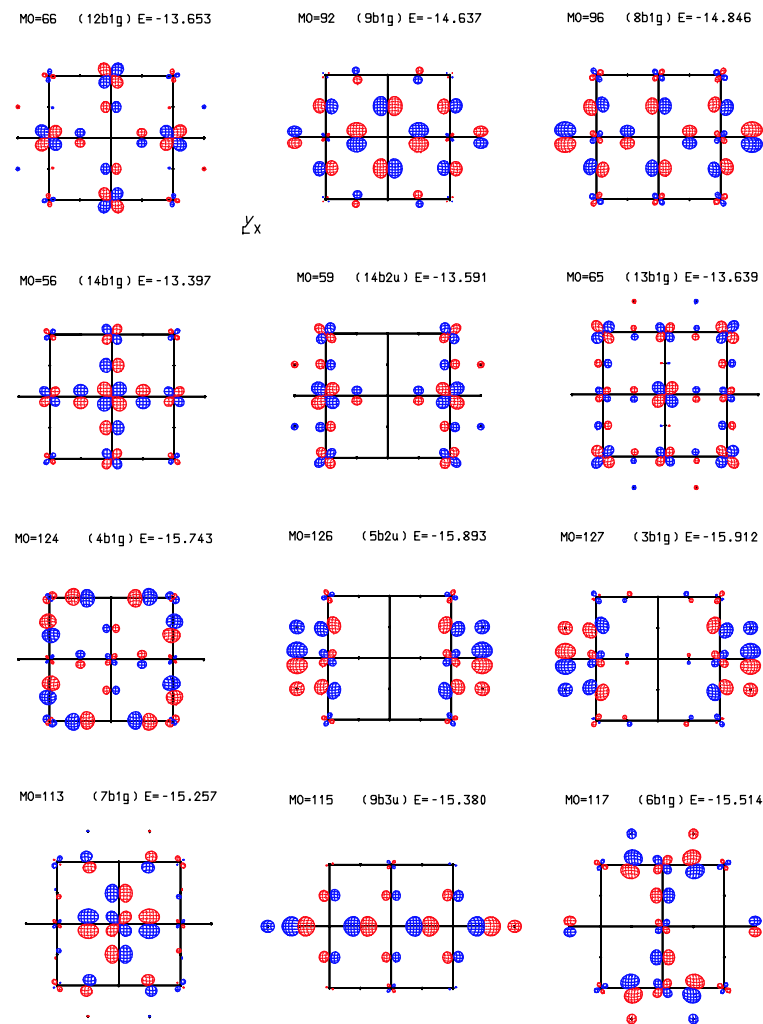 MO=66 (12b1g) E=-13.653
MO=92 (9b1g) E=-14.637
MO=96 (8b1g) E=-14.846
y
x
MO=56 (14b1g) E=-13.397
MO=59 (14b2u) E=-13.591
MO=65 (13b1g) E=-13.639
MO=124 (4b1g) E=-15.743
MO=126 (5b2u) E=-15.893
MO=127 (3b1g) E=-15.912
MO=113 (7b1g) E=-15.257
MO=115 (9b3u) E=-15.380
MO=117 (6b1g) E=-15.514